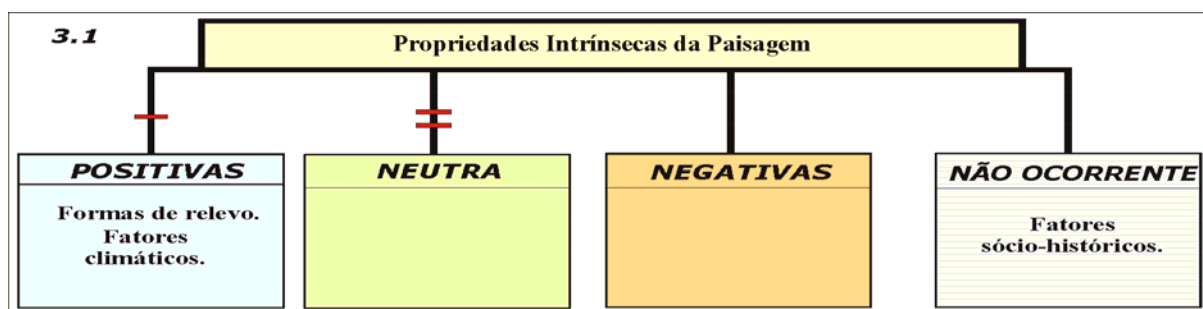 3.1
Propriedades Intrínsecas da Paisagem
POSITIVAS
Formas de relevo.
Fatores
climáticos.
NEUTRA
NEGATIVAS
NÃO OCORRENTE
Fatores
sócio-históricos.